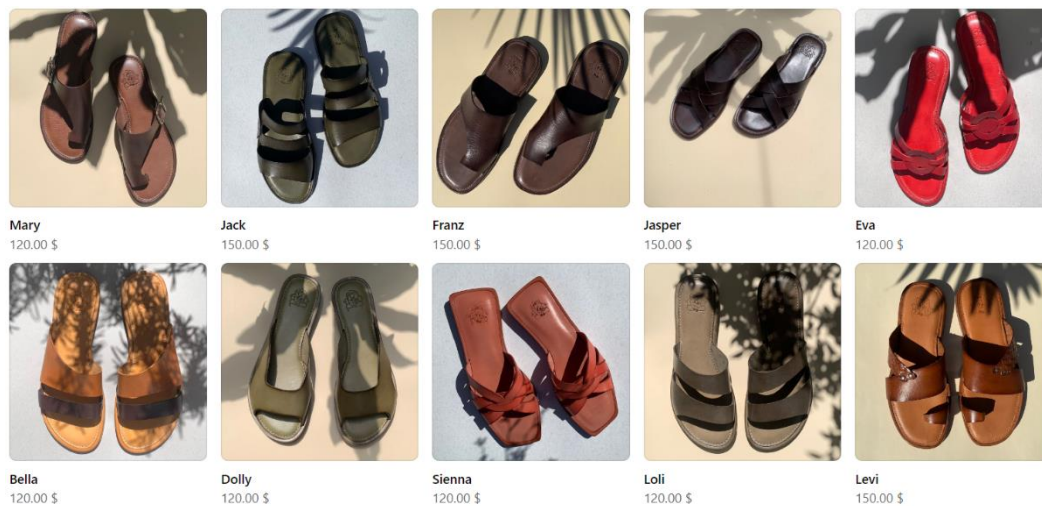 Mary
120.00 $
Jack
150.00 $
Franz
150.00 $
Jasper
150.00 $
Eva
120.00 $
Bella
120.00 $
Dolly
120.00 $
Sienna
120.00 $
Loli
120.00 $
Levi
150.00 $